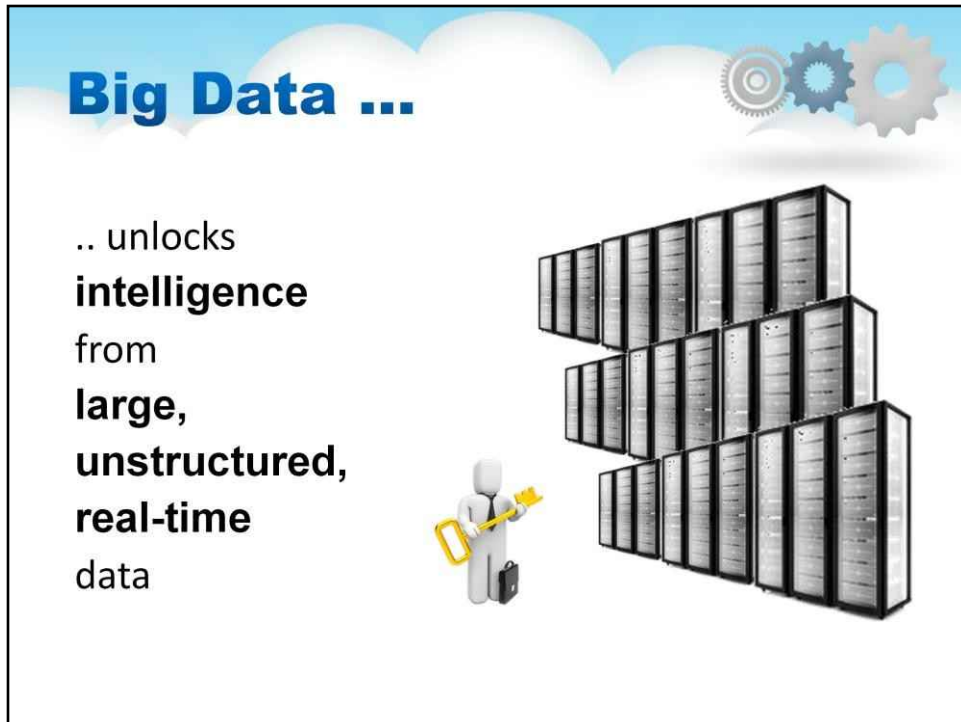 Big Data ...
.. unlocks
intelligence
from
large,
unstructured,
real-time
data